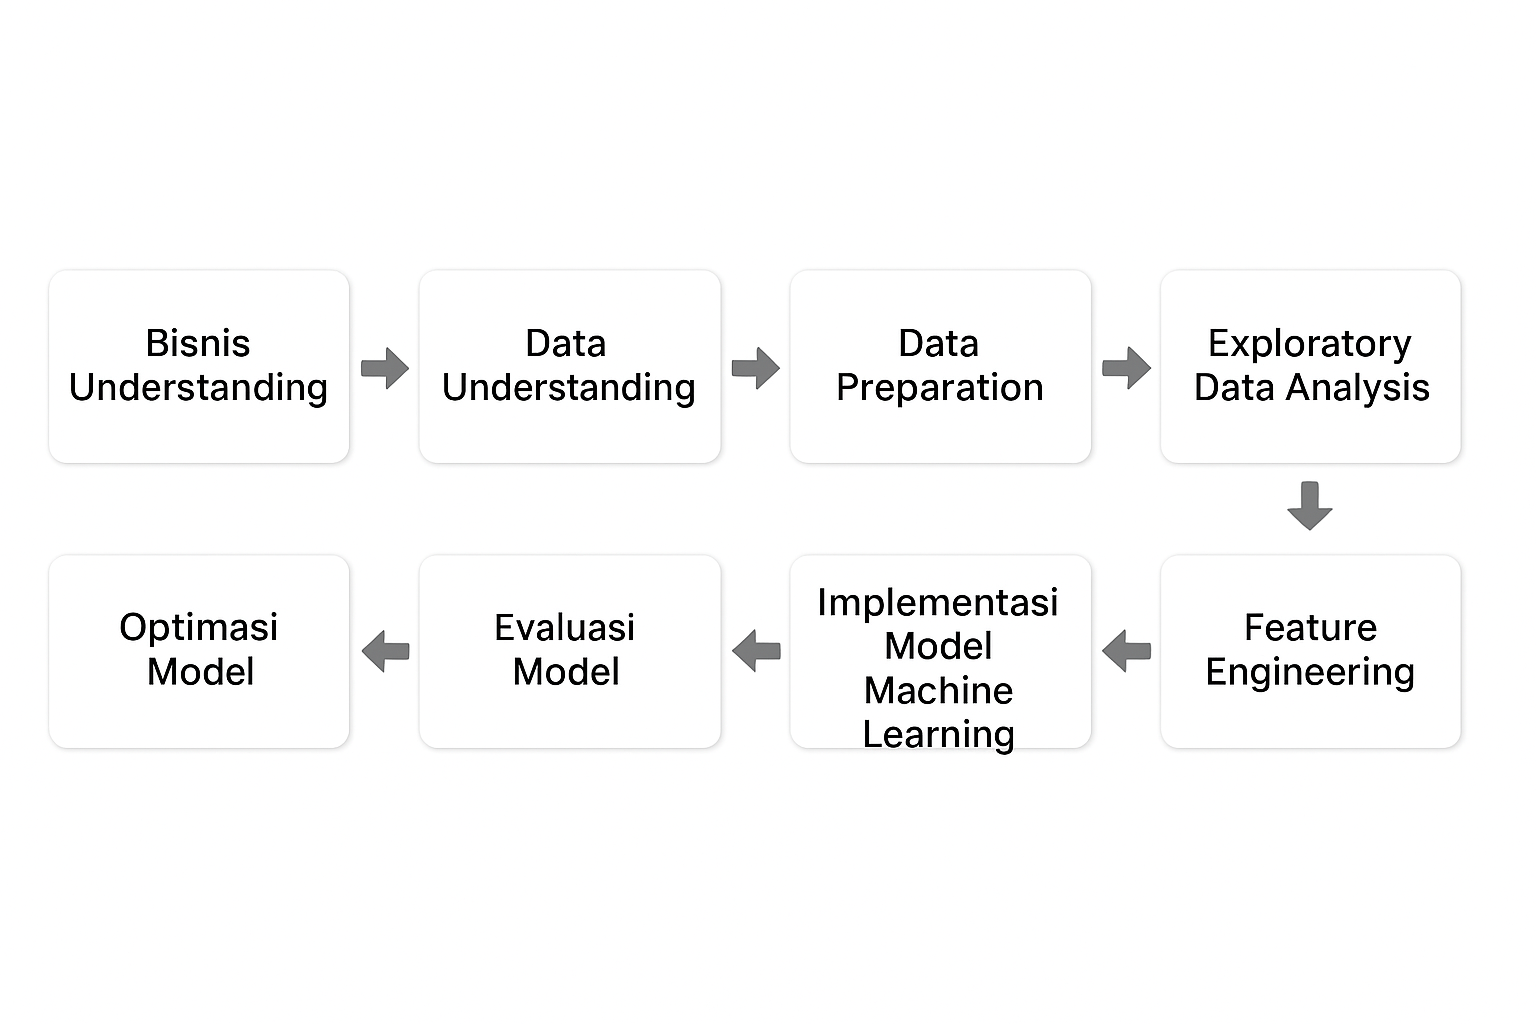 Bisnis
Understanding
Data
Understanding
Data
Preparation
Exploratory
Data Analysis
Feature
Engineering
Implementasi
Model
Machine
Learning
Evaluasi
Model
Optimasi
Model